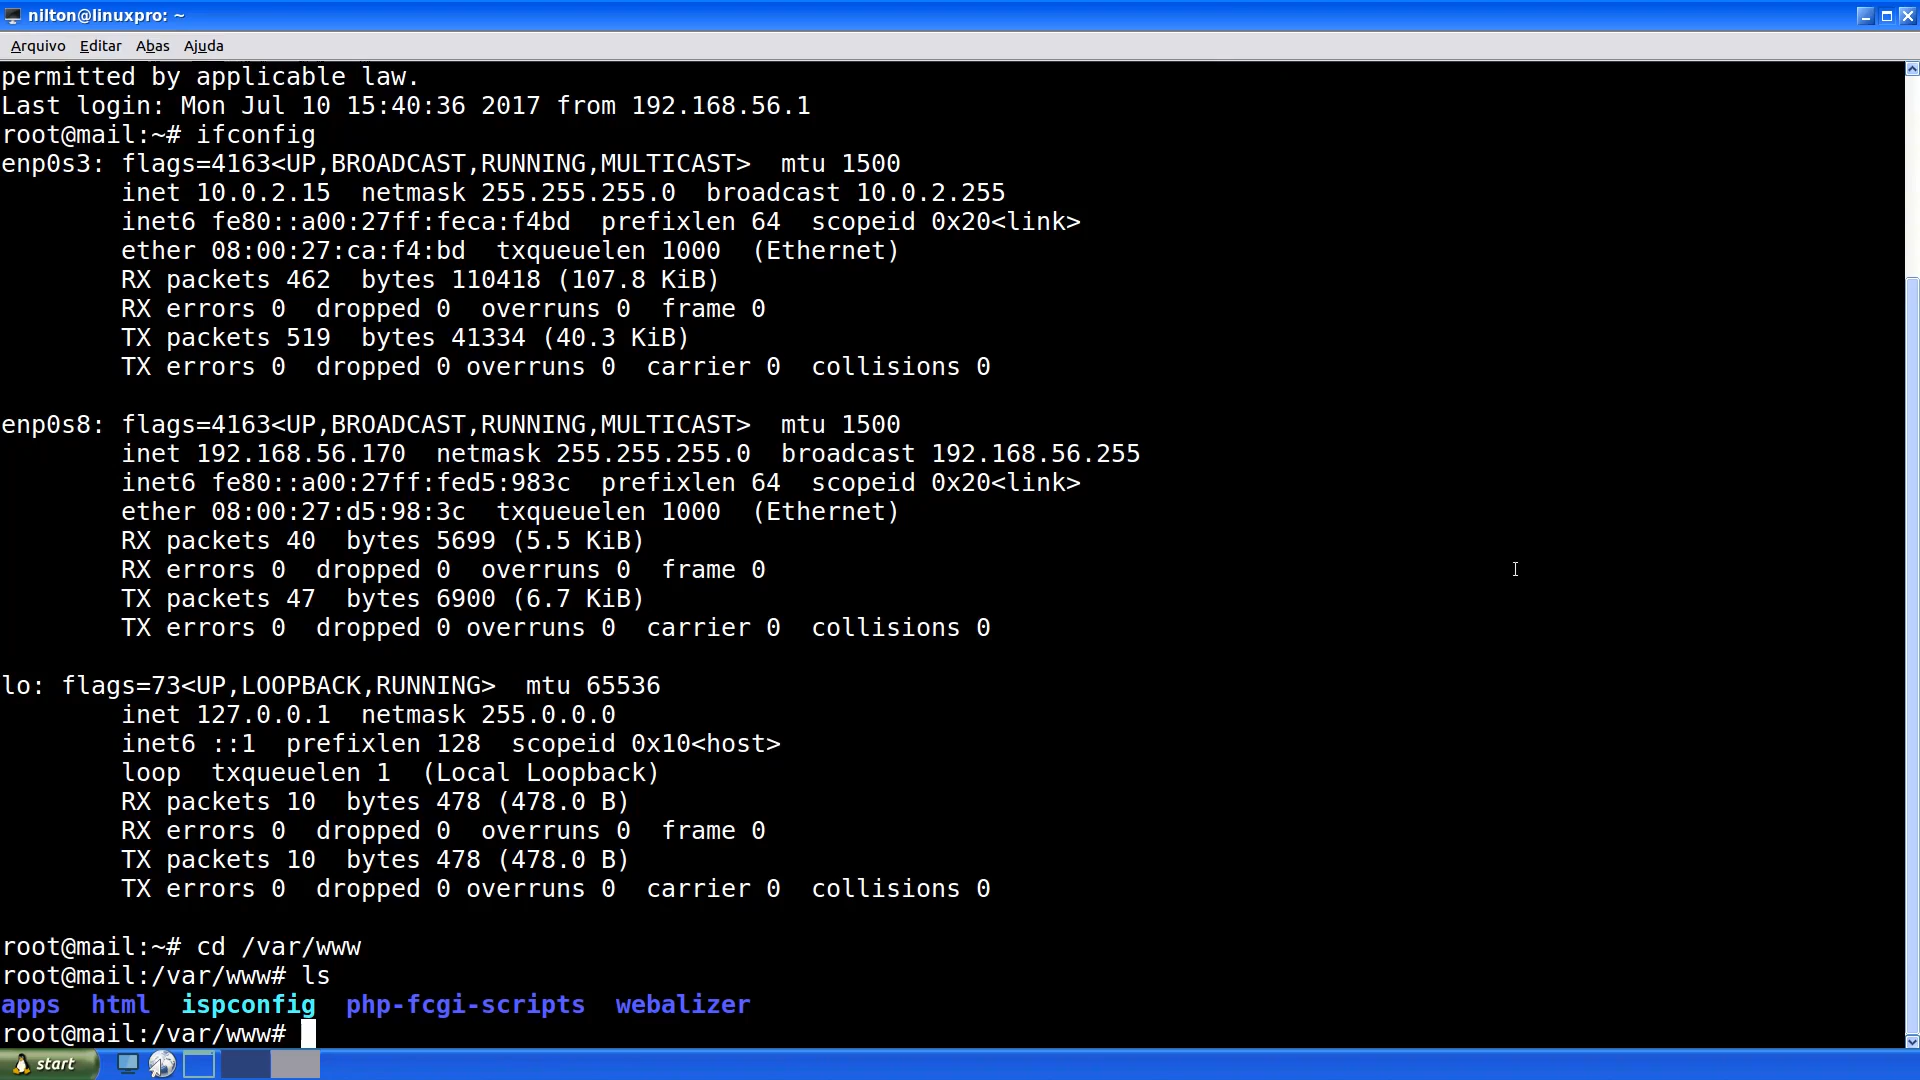 nilton@linuxpro: ~
Arquivo Editar Abas Ajuda
permitted by applicable law.
Last login: Mon Jul 10 15:40:36 2017 from 192.168.56.1
root@mail:~# ifconfig
enp0s3: flags=4163<UP,BROADCAST,RUNNING,MULTICAST>  mtu 1500
        inet 10.0.2.15  netmask 255.255.255.0  broadcast 10.0.2.255
        inet6 fe80::a00:27ff:feca:f4bd  prefixlen 64  scopeid 0x20<link>
        ether 08:00:27:ca:f4:bd  txqueuelen 1000  (Ethernet)
        RX packets 462  bytes 110418 (107.8 KiB)
        RX errors 0  dropped 0  overruns 0  frame 0
        TX packets 519  bytes 41334 (40.3 KiB)
        TX errors 0  dropped 0 overruns 0  carrier 0  collisions 0
enp0s8: flags=4163<UP,BROADCAST,RUNNING,MULTICAST>  mtu 1500
        inet 192.168.56.170  netmask 255.255.255.0  broadcast 192.168.56.255
        inet6 fe80::a00:27ff:fed5:983c  prefixlen 64  scopeid 0x20<link>
        ether 08:00:27:d5:98:3c  txqueuelen 1000  (Ethernet)
        RX packets 40  bytes 5699 (5.5 KiB)
        RX errors 0  dropped 0  overruns 0  frame 0
        TX packets 47  bytes 6900 (6.7 KiB)
        TX errors 0  dropped 0 overruns 0  carrier 0  collisions 0
lo: flags=73<UP,LOOPBACK,RUNNING>  mtu 65536
        inet 127.0.0.1  netmask 255.0.0.0
        inet6 ::1  prefixlen 128  scopeid 0x10<host>
        loop  txqueuelen 1  (Local Loopback)
        RX packets 10  bytes 478 (478.0 B)
        RX errors 0  dropped 0  overruns 0  frame 0
        TX packets 10  bytes 478 (478.0 B)
        TX errors 0  dropped 0 overruns 0  carrier 0  collisions 0
root@mail:~# cd /var/www
root@mail:/var/www# ls
apps  html  ispconfig  php-fcgi-scripts  webalizer
root@mail:/var/www#
start